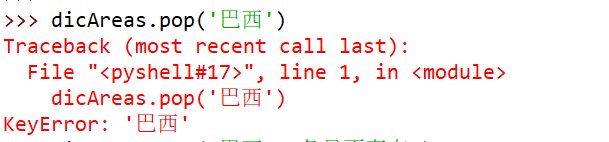 >>> dicAreas.pop('巴西')
Traceback (most recent call last):
  File "<pyshell#17>", line 1, in <module>
    dicAreas.pop('巴西')
KeyError: '巴西'